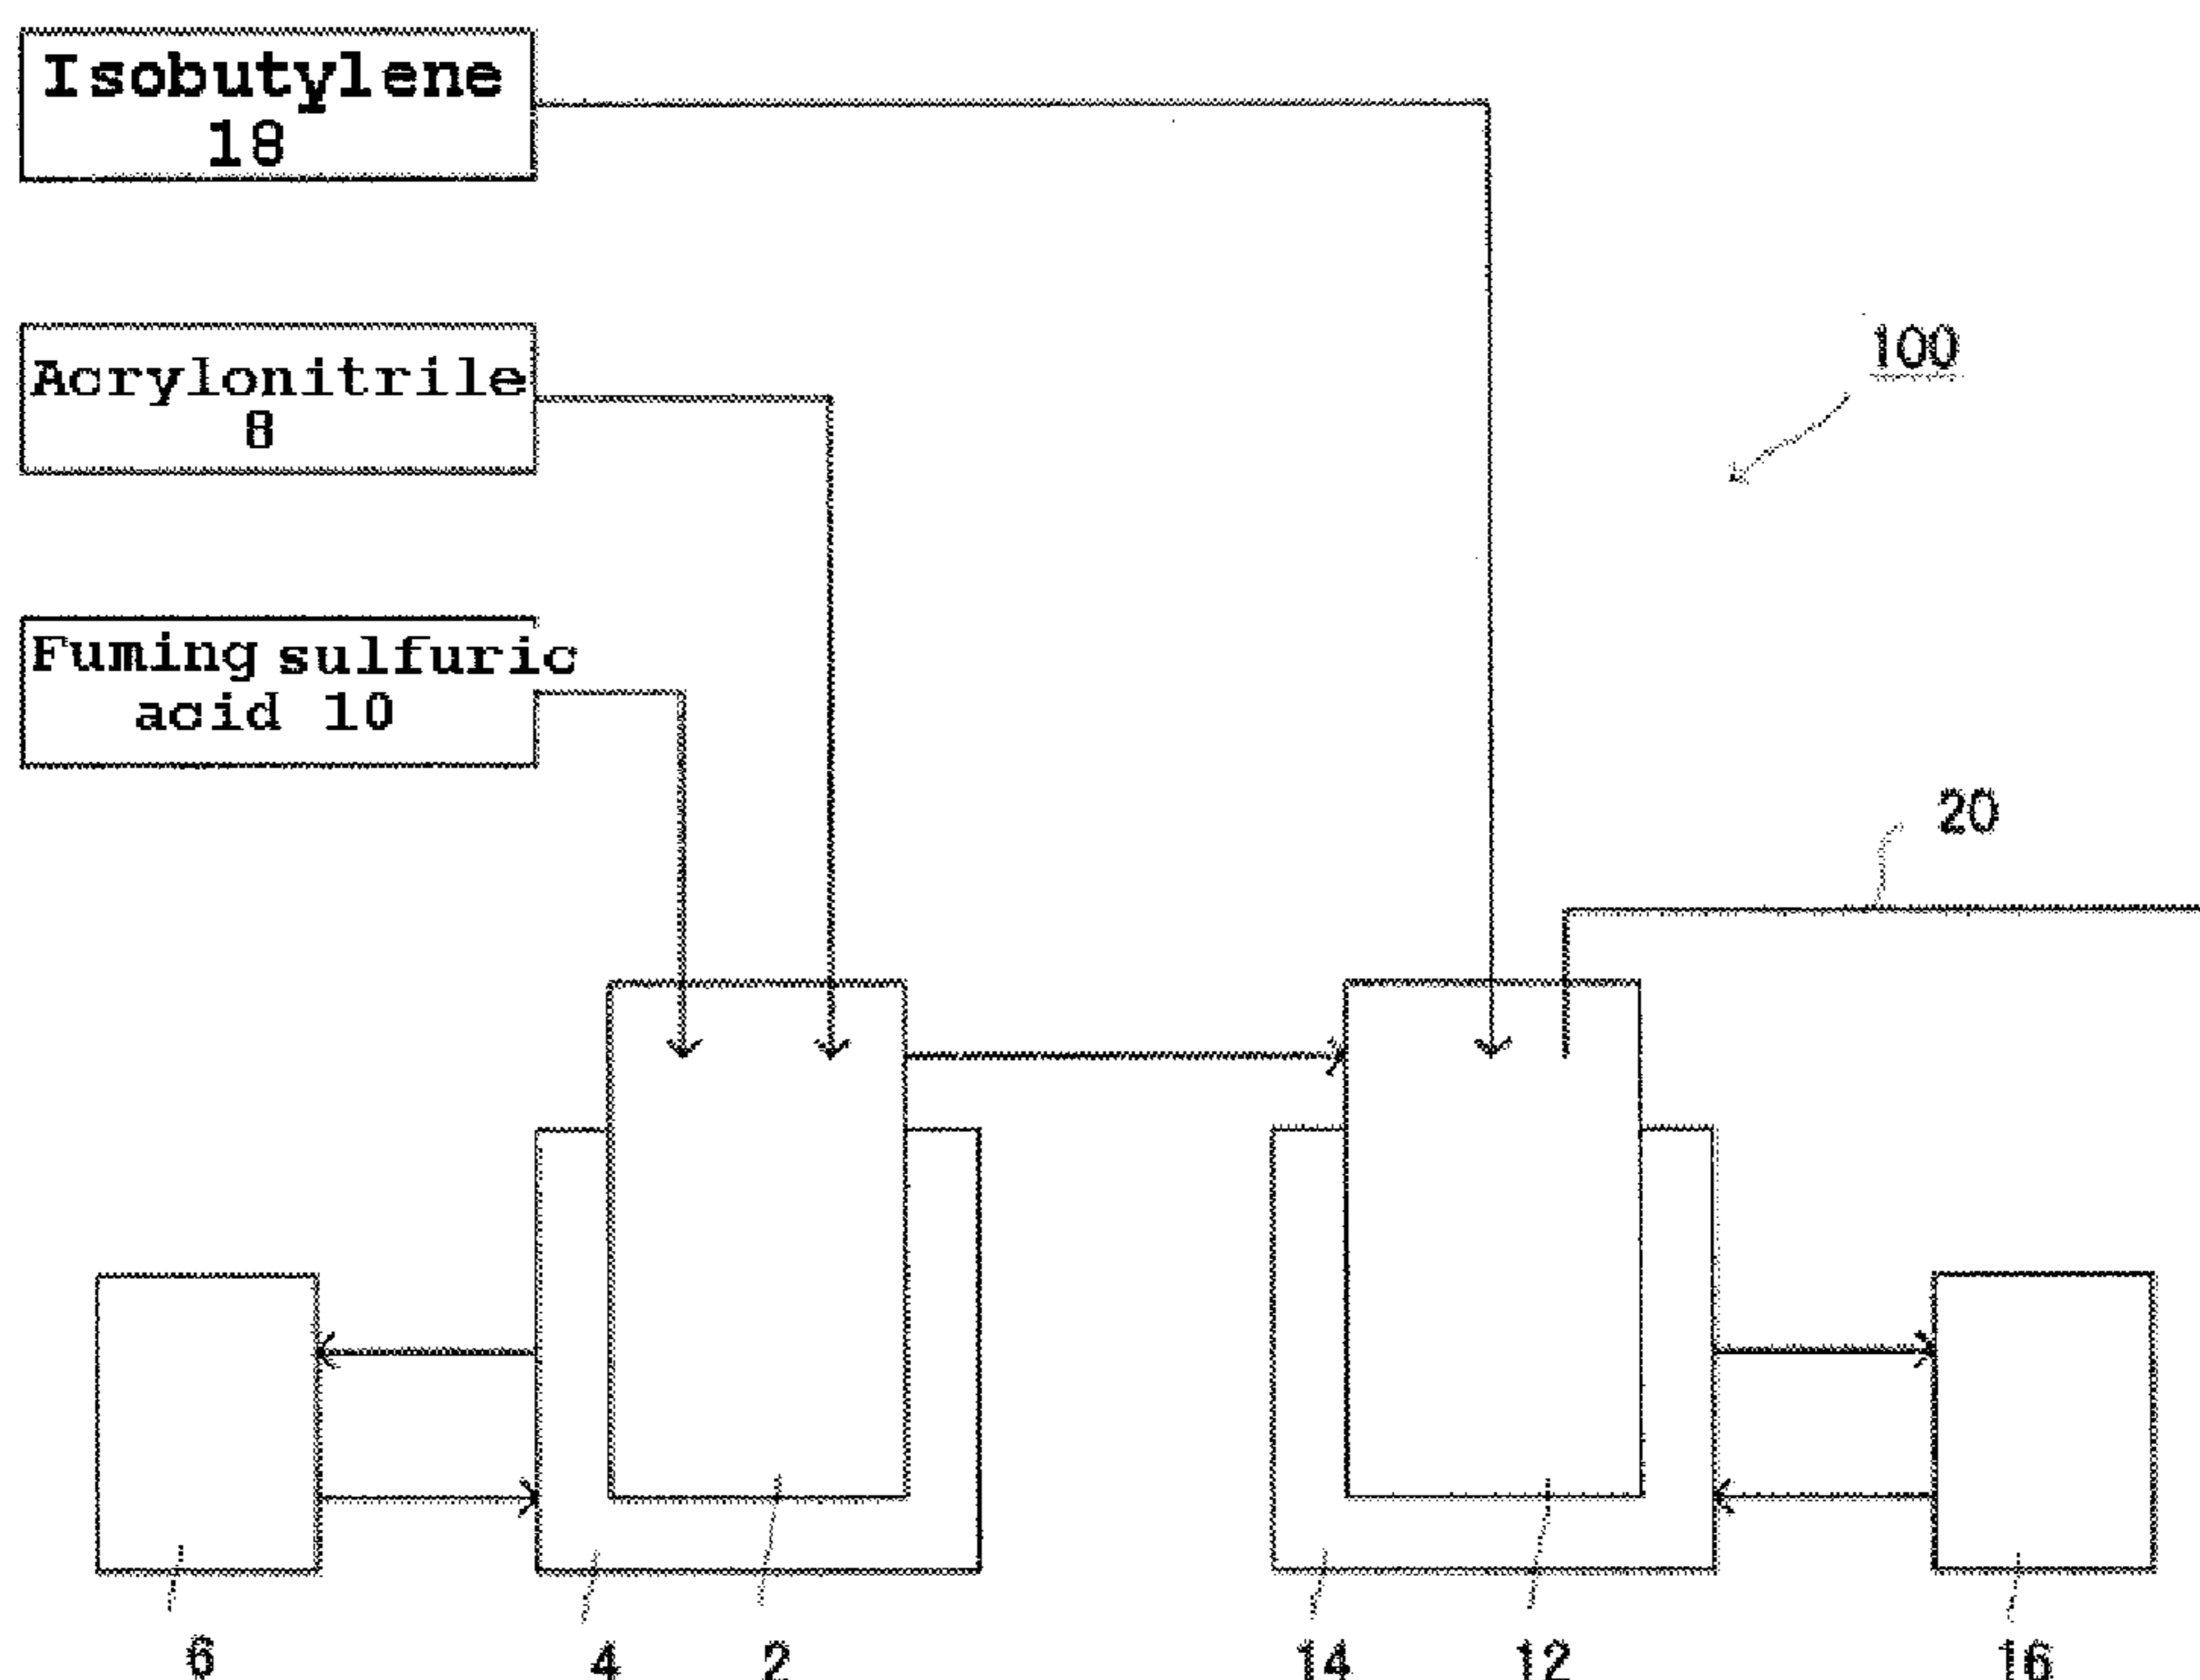 Isobutylene
18
Acrylonitrile
8
100
Fuming sulfuric
acid 10
20
6 4 2 14 12 16